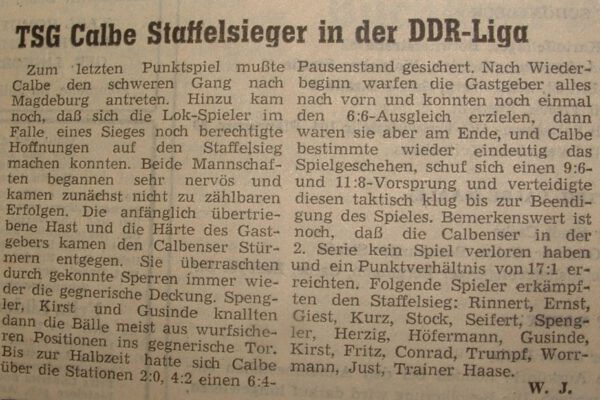 TSG Calbe Staffelsieger in der DDR-Liga
Zum letzten Punktspiel mußte
Calbe den schweren Gang nach
Magdeburg antreten. Hinzu kam
noch, daß sich die Lok-Spieler im
Falle eines Sieges noch berechtigte
Hoffnungen auf den Staffelsieg
machen konnten. Beide Mannschaf-
ten begannen sehr nervös und
kamen zunächst nicht zu zählbaren
Erfolgen. Die anfänglich übertrie-
bene Hast und die Härte des Gast-
gebers kamen den Calbenser Stür-
mern entgegen. Sie überraschten
durch gekonnte Sperren immer wie-
der die gegnerische Deckung. Speng-
ler, Kirst und Gusinde knallten
dann die Bälle meist aus wurfsiche-
ren Positionen ins gegnerische Tor.
Bis zur Halbzeit hatte sich Calbe
über die Stationen 2:0, 4:2 einen 6:4-
Pausenstand gesichert. Nach Wieder-
beginn warfen die Gastgeber alles
nach vorn und konnten noch einmal
den 6:6-Ausgleich erzielen, dann
waren sie aber am Ende, und Calbe
bestimmte wieder eindeutig das
Spielgeschehen, schuf sich einen 9:6-
und 11:8-Vorsprung und verteidigte
diesen taktisch klug bis zur Beendi-
gung des Spieles. Bemerkenswert ist
noch, daß die Calbenser in der
2. Serie kein Spiel verloren haben
und ein Punktverhältnis von 17:1 er-
reichten. Folgende Spieler erkämpf-
ten den Staffelsieg: Rinnert, Ernst,
Giest, Kurz, Stock, Seifert, Speng-
ler, Herzig, Höfermann, Gusinde,
Kirst, Fritz, Conrad, Trumpf, Worr-
mann, Just, Trainer Haase.
W. J.